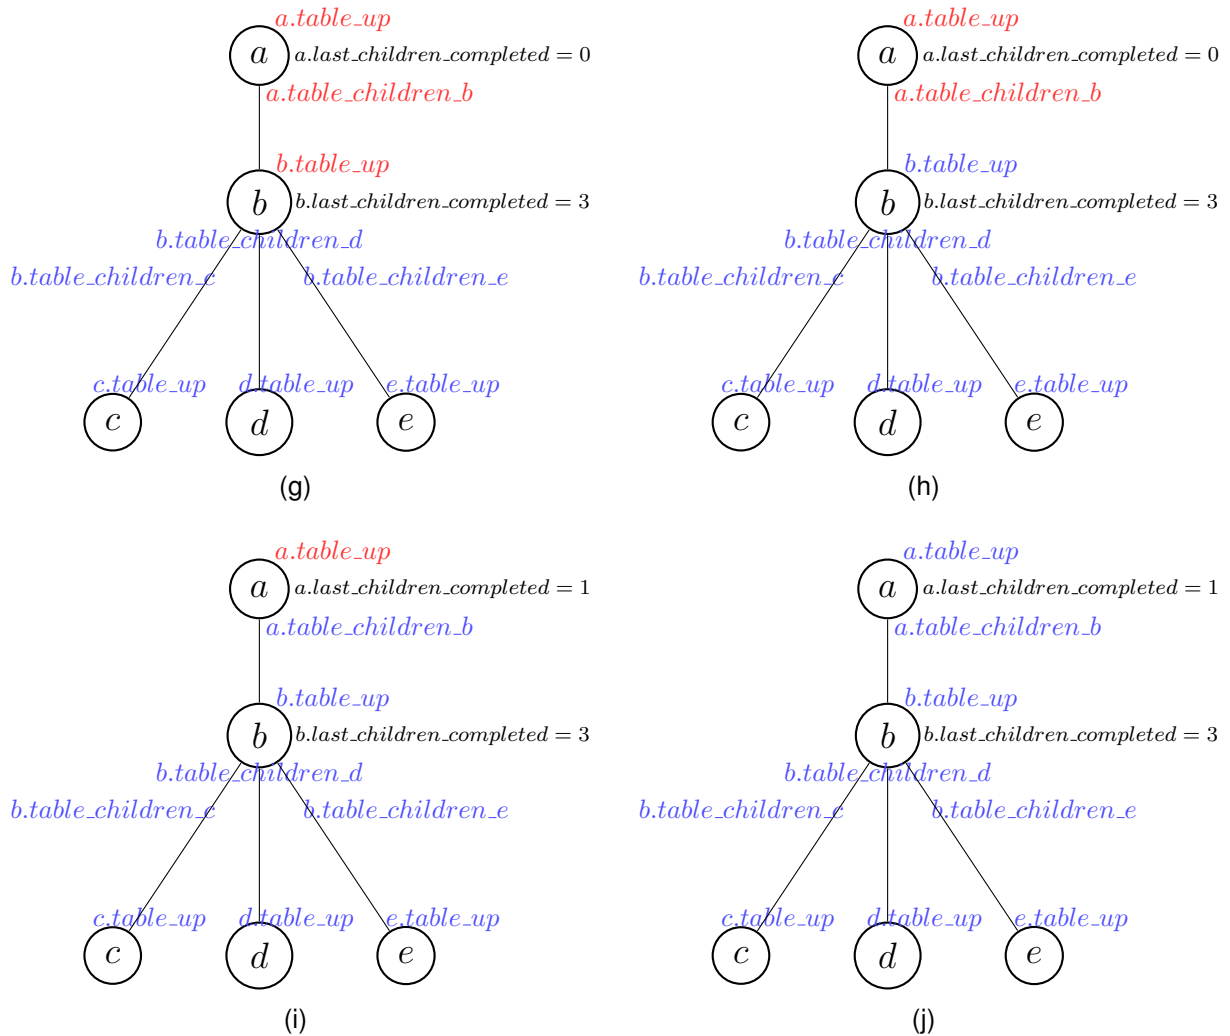 a.table_up
a a.last_children_completed = 0
a.table_children_b
b.table_up
b b.last_children_completed = 3
b.table_children_d
b.table_children_c b.table_children_e
c.table_up d.table_up e.table_up
c d e
(g)
a.table_up
a a.last_children_completed = 0
a.table_children_b
b.table_up
b b.last_children_completed = 3
b.table_children_d
b.table_children_c b.table_children_e
c.table_up d.table_up e.table_up
c d e
(h)
a.table_up
a a.last_children_completed = 1
a.table_children_b
b.table_up
b b.last_children_completed = 3
b.table_children_d
b.table_children_c b.table_children_e
c.table_up d.table_up e.table_up
c d e
(i)
a.table_up
a a.last_children_completed = 1
a.table_children_b
b.table_up
b b.last_children_completed = 3
b.table_children_d
b.table_children_c b.table_children_e
c.table_up d.table_up e.table_up
c d e
(j)